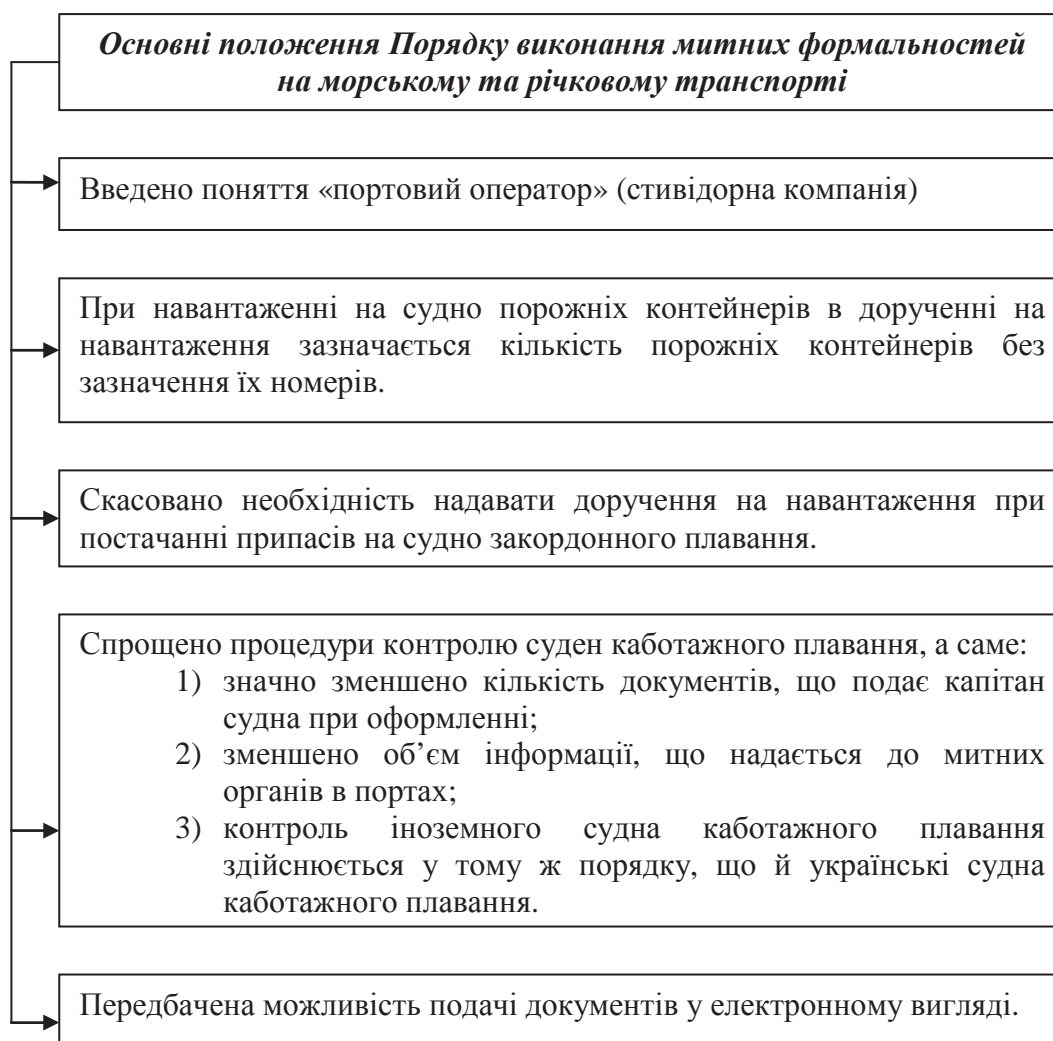 Основні положення Порядку виконання митних формальностей
на морському та річковому транспорті
Введено поняття «портовий оператор» (стивідорна компанія)
При навантаженні на судно порожніх контейнерів в дорученні на
навантаження зазначається кількість порожніх контейнерів без
зазначення їх номерів.
Скасовано необхідність надавати доручення на навантаження при
постачанні припасів на судно закордонного плавання.
Спрощено процедури контролю суден каботажного плавання, а саме:
1) значно зменшено кількість документів, що подає капітан
судна при оформленні;
2) зменшено об’єм інформації, що надається до митних
органів в портах;
3) контроль іноземного судна каботажного плавання
здійснюється у тому ж порядку, що й українські судна
каботажного плавання.
Передбачена можливість подачі документів у електронному вигляді.